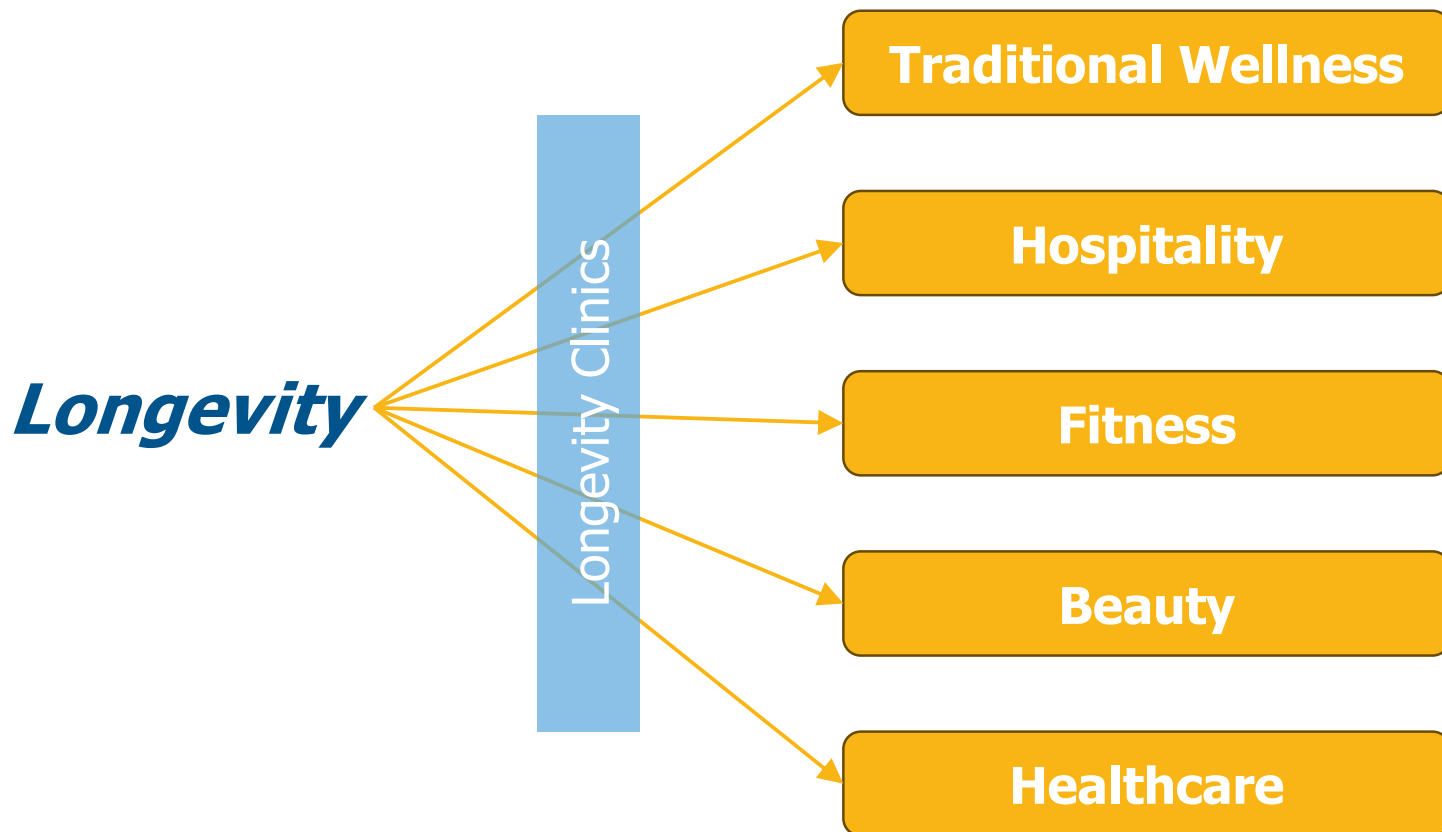 Longevity
Longevity Clinics
Traditional Wellness
Hospitality
Fitness
Beauty
Healthcare